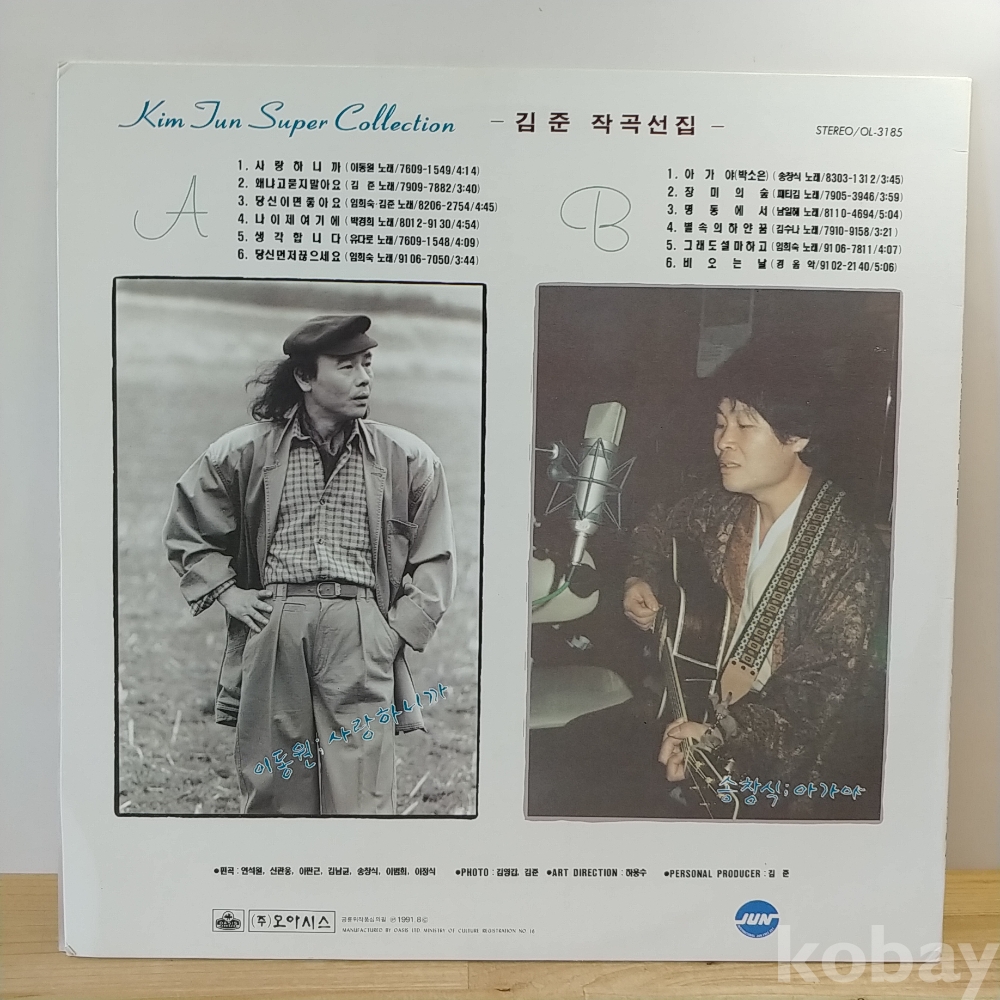 Kim Jun Super Collection
- 김 준 작곡선집 -
STEREO/OL-3185
A
1. 사 랑 하 니 까 (이동원 노래/7609-1549/4:14)
2. 왜냐고묻지말아요 (김 준 노래/7909-7882/3:40)
3. 당신이면좋아요 (임희숙·김준 노래/8206-2754/4:45)
4. 나 이 제 여 기 에 (박경희 노래/8012-9130/4:54)
5. 생 각 합 니 다 (유다로 노래/7609-1548/4:09)
6. 당신먼저끊으세요 (임희숙 노래/9106-7050/3:44)
B
1. 아 가 야 (박소은) (송창식 노래/8303-1312/3:45)
2. 장 미 의 숲 (패티김 노래/7905-3946/3:59)
3. 명 동 에 서 (남일해 노래/8110-4694/5:04)
4. 별속의하얀꿈 (김수나 노래/7910-9158/3:21)
5. 그래도설마하고 (임희숙 노래/9106-7811/4:07)
6. 비 오 는 날 (경 음 악/9102-2140/5:06)
이동원; 사랑하니까
송창식; 아가야
●편곡 : 연석원, 신관웅, 이판근, 김남균, 송창식, 이범희, 이정식
●PHOTO : 김영갑, 김준 ●ART DIRECTION : 하용수
●PERSONAL PRODUCER : 김 준
(주)오아시스
공륜위작품심의필 ℗1991. 6 ©
MANUFACTURED BY OASIS LTD. MINISTRY OF CULTURE REGISTRATION NO. 18
JUN
kobay